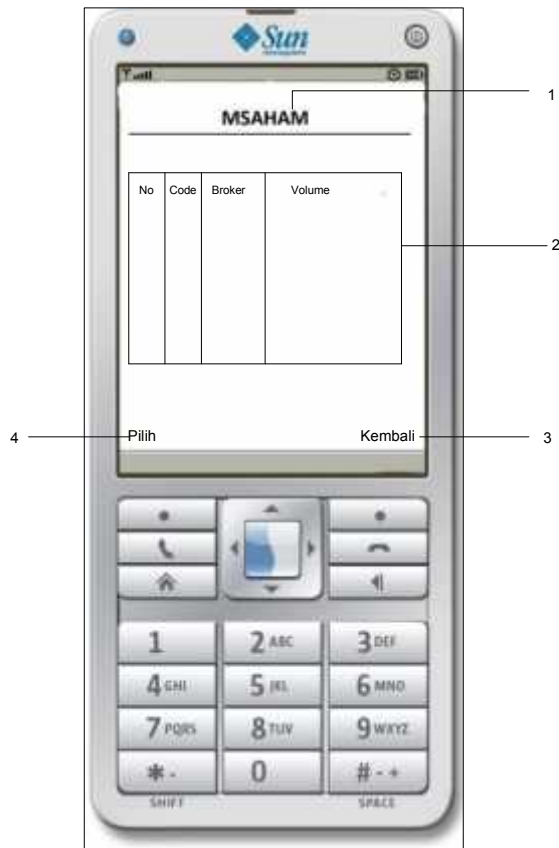 Sun
MSAHAM
1
No Code Broker Volume
2
4 Pilih Kembali 3
1 2 ABC 3 DEF
4 GHI 5 JKL 6 MNO
7 PQRS 8 TUV 9 WXYZ
* - 0 # - +
SHIFT SPACE